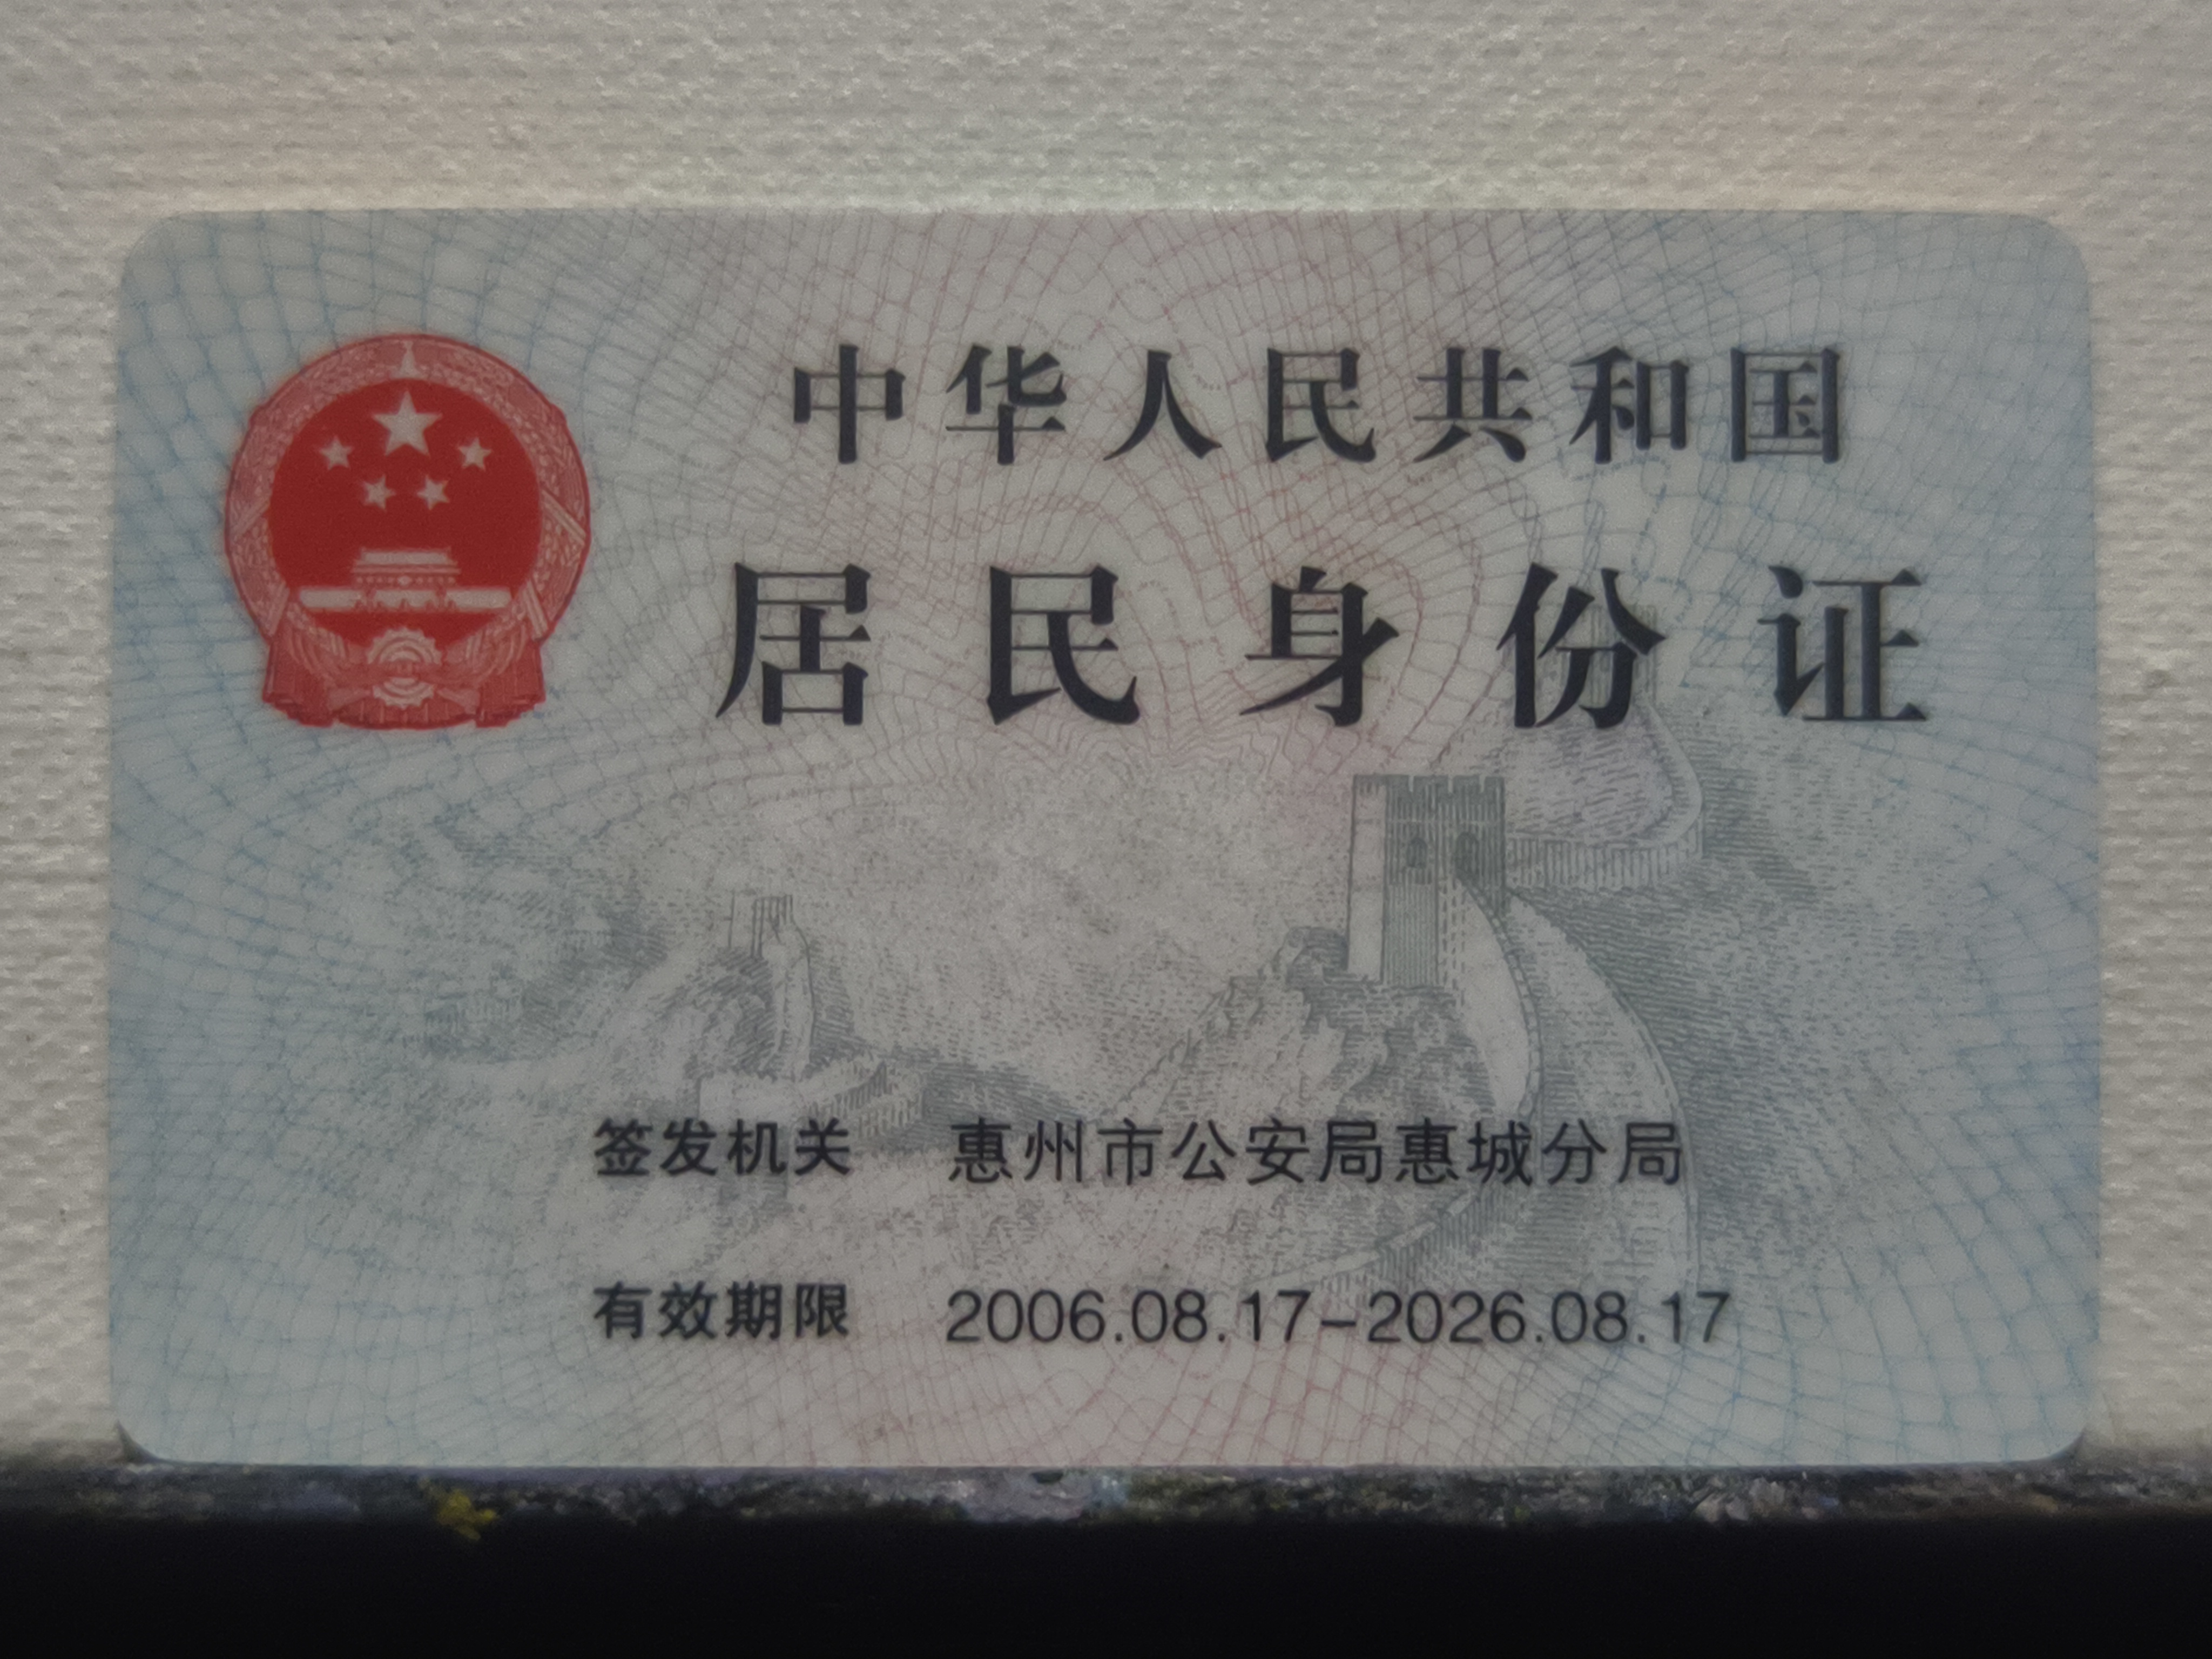 中华人民共和国
居民身份证
签发机关 惠州市公安局惠城分局
有效期限 2006.08.17-2026.08.17